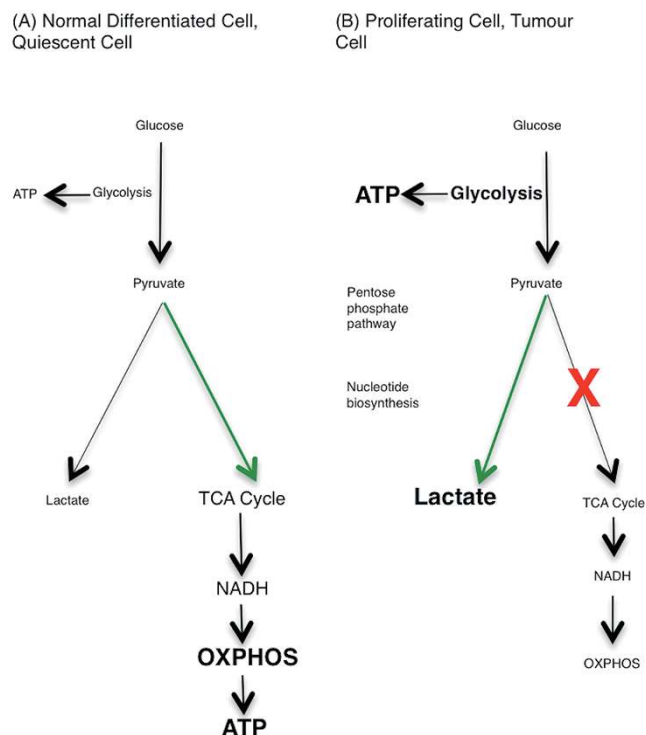 (A) Normal Differentiated Cell,
Quiescent Cell
Glucose
ATP
Glycolysis
Pyruvate
Lactate
TCA Cycle
NADH
OXPHOS
ATP
(B) Proliferating Cell, Tumour
Cell
Glucose
ATP
Glycolysis
Pyruvate
Pentose
phosphate
pathway
Nucleotide
biosynthesis
X
Lactate
TCA Cycle
NADH
OXPHOS